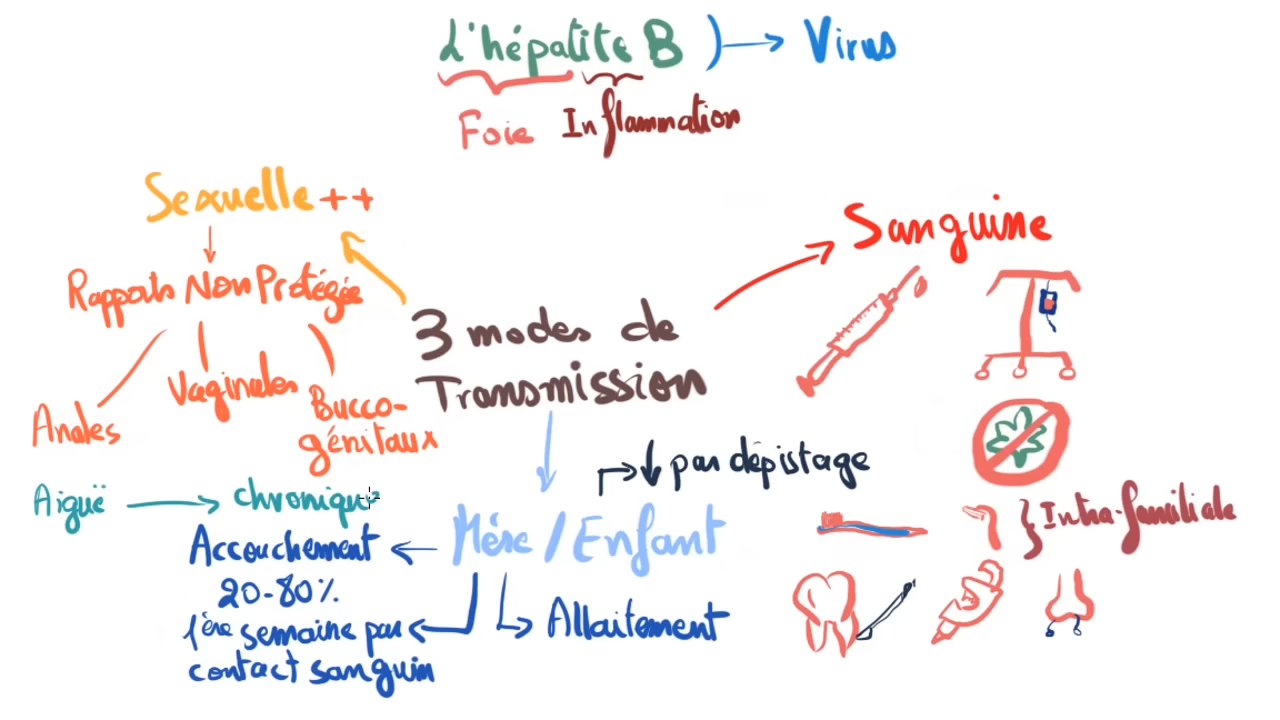 L'hépatite B ) → Virus
Foie Inflammation
Sexuelle ++
Sanguine
Rapports Non Protégée
3 modes de
Transmission
Anales
Vaginales
Bucco-
génitaux
↓ par dépistage
Aiguë → chronique
Mère / Enfant
Accouchement
20-80%
1ère semaine par
contact sanguin
Allaitement
Intra-familiale